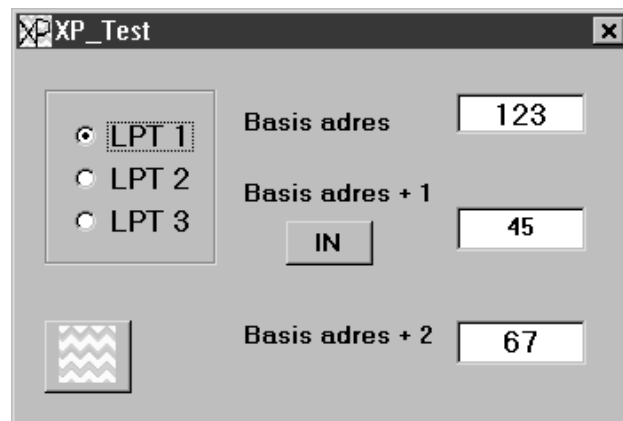 XP XP_Test
LPT 1
LPT 2
LPT 3
Basis adres 123
Basis adres + 1
IN
45
Basis adres + 2 67